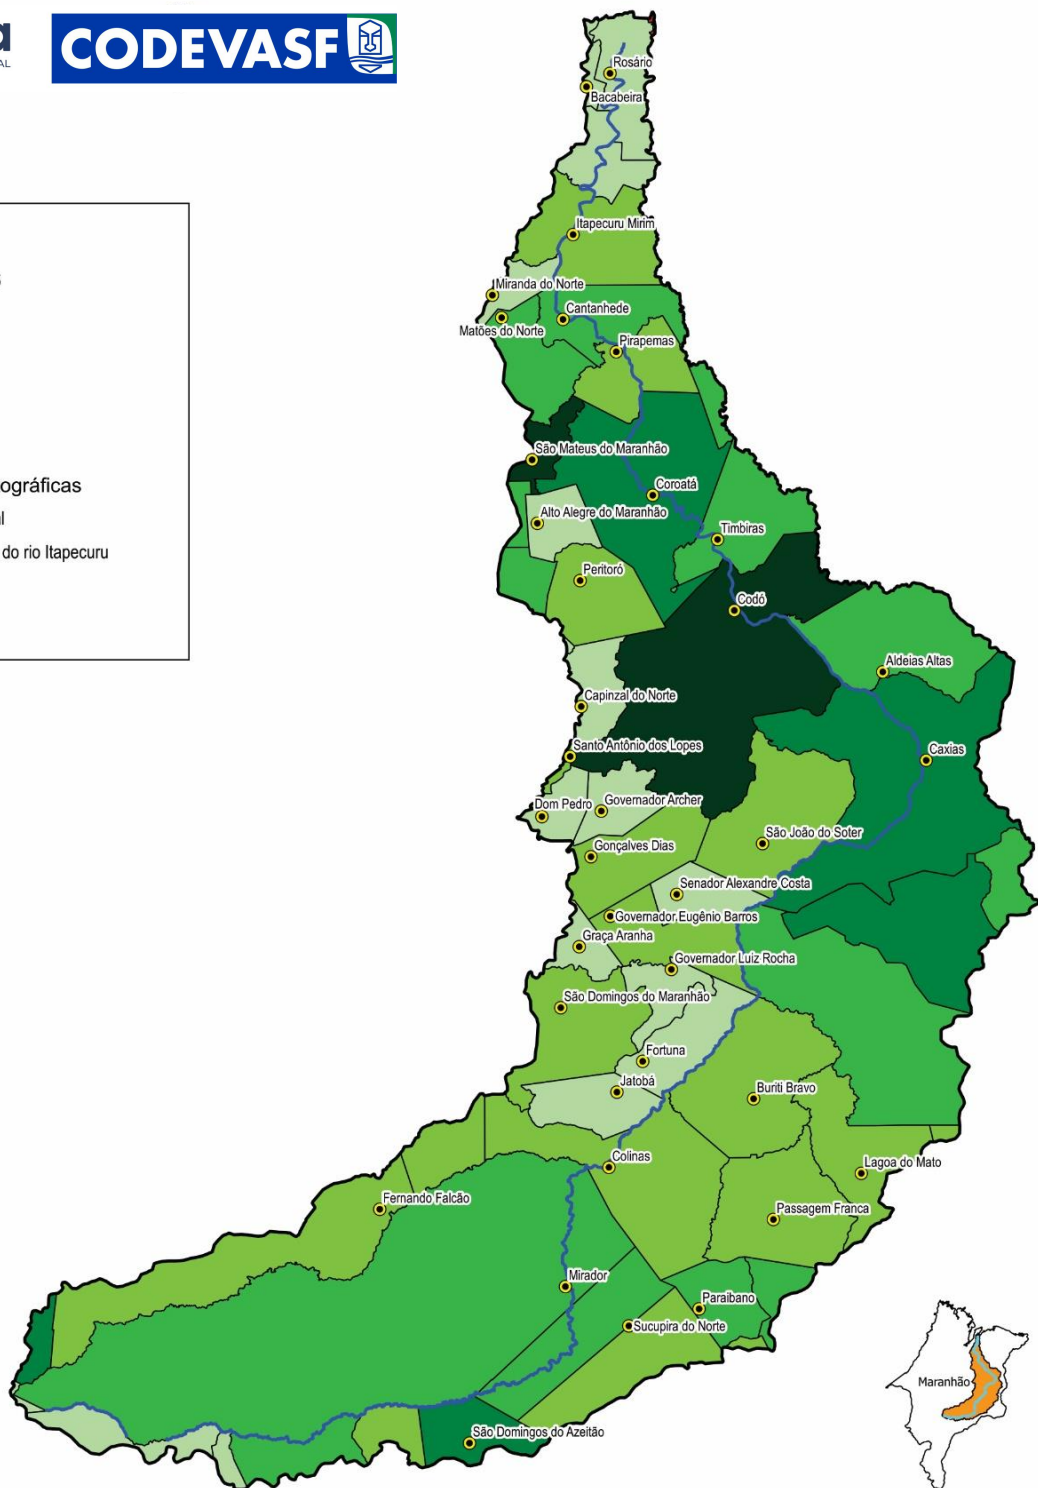 CODEVASF
ográficas
do rio Itapecuru
Rosário
Bacabeira
Itapecuru Mirim
Miranda do Norte
Cantanhede
Matões do Norte
Pirapemas
São Mateus do Maranhão
Coroatá
Alto Alegre do Maranhão
Timbiras
Peritoró
Codó
Aldeias Altas
Capinzal do Norte
Santo Antônio dos Lopes
Caxias
Dom Pedro
Governador Archer
São João do Soter
Gonçalves Dias
Senador Alexandre Costa
Governador Eugênio Barros
Graça Aranha
Governador Luiz Rocha
São Domingos do Maranhão
Fortuna
Jatobá
Buriti Bravo
Colinas
Lagoa do Mato
Fernando Falcão
Passagem Franca
Mirador
Paraibano
Sucupira do Norte
Maranhão
São Domingos do Azeitão